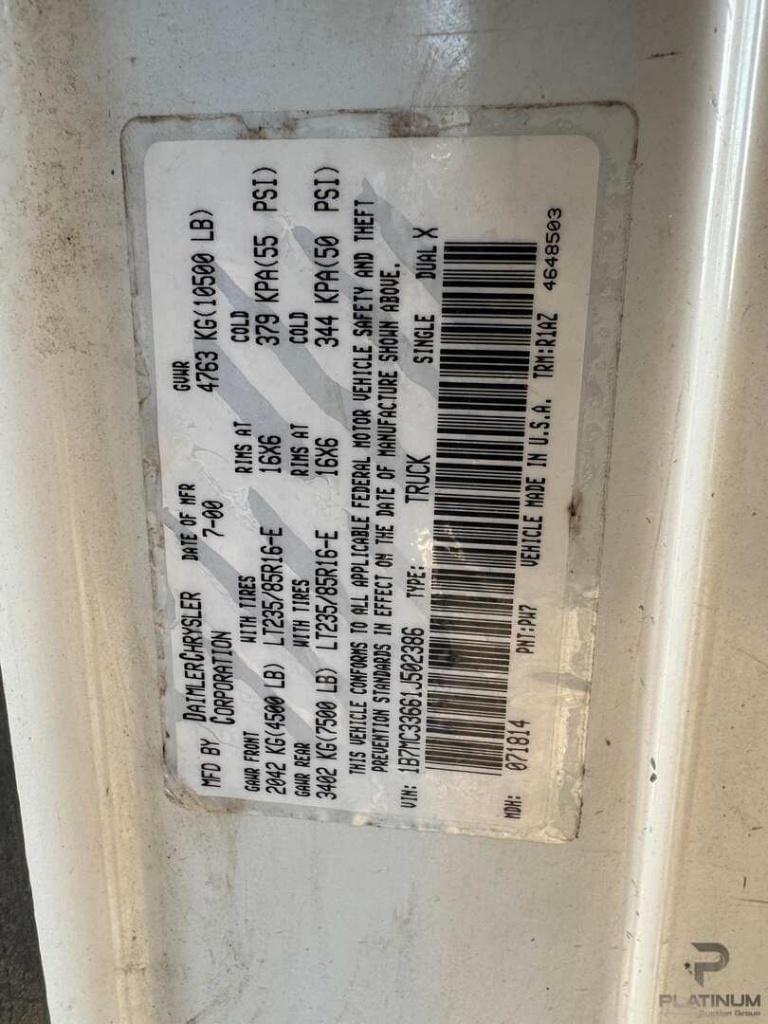 MFD BY DAIMLERCHRYSLER CORPORATION DATE OF MFR 7-00 GVWR 4763 KG(10500 LB)
GAWR FRONT WITH TIRES RIMS AT COLD
2042 KG(4500 LB) LT235/85R16-E 16X6 379 KPA(55 PSI)
GAWR REAR WITH TIRES RIMS AT COLD
3402 KG(7500 LB) LT235/85R16-E 16X6 344 KPA(50 PSI)
THIS VEHICLE CONFORMS TO ALL APPLICABLE FEDERAL MOTOR VEHICLE SAFETY AND THEFT
PREVENTION STANDARDS IN EFFECT ON THE DATE OF MANUFACTURE SHOWN ABOVE.
VIN: 1B7MC33661J502386 TYPE: TRUCK SINGLE DUAL X
MDH: 071814 PNT:PW7 VEHICLE MADE IN U.S.A. TRM:R1AZ 4648503
PLATINUM
Auction Group